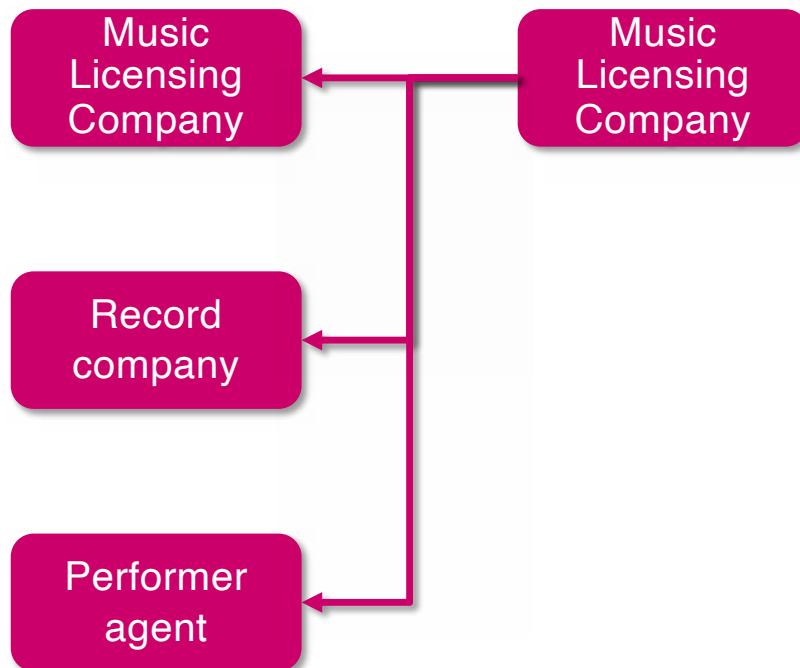 Music
Licensing
Company
Music
Licensing
Company
Record
company
Performer
agent